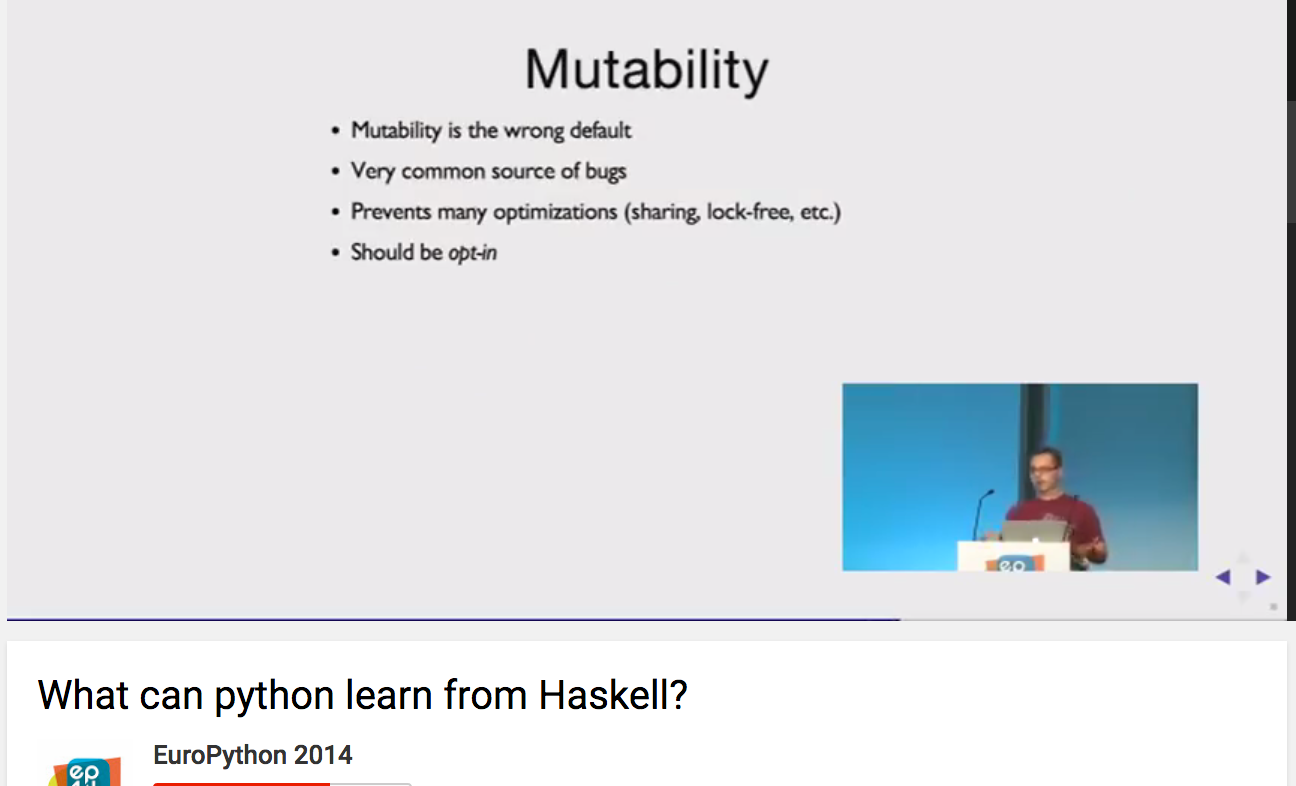 Mutability
• Mutability is the wrong default
• Very common source of bugs
• Prevents many optimizations (sharing, lock-free, etc.)
• Should be opt-in
ep
What can python learn from Haskell?
EuroPython 2014
ep